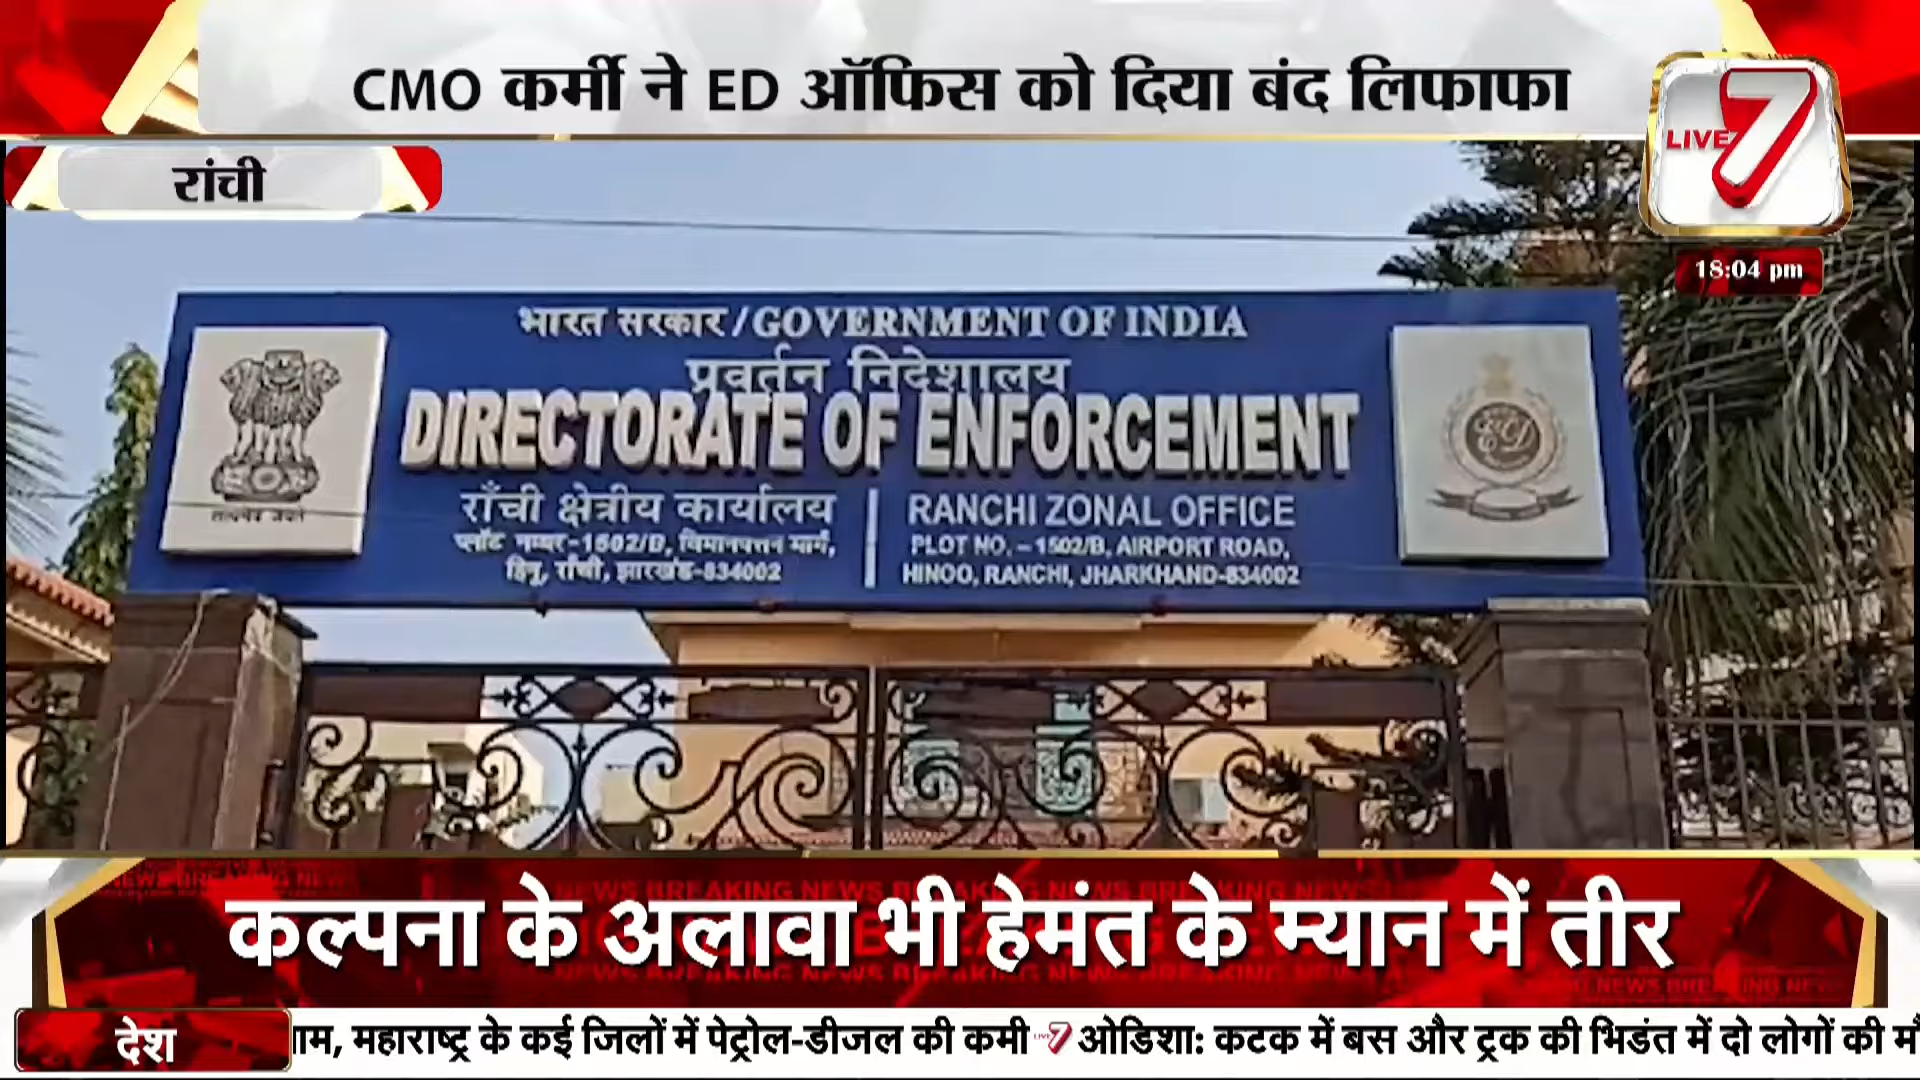 CMO कर्मी ने ED ऑफिस को दिया बंद लिफाफा
LIVE 7
रांची
18:04 pm
भारत सरकार/GOVERNMENT OF INDIA
प्रवर्तन निदेशालय
DIRECTORATE OF ENFORCEMENT
राँची क्षेत्रीय कार्यालय
प्लॉट नम्बर-1502/B, विमानपत्तन मार्ग,
हिनू, राँची, झारखंड-834002
RANCHI ZONAL OFFICE
PLOT NO. - 1502/B, AIRPORT ROAD,
HINOO, RANCHI, JHARKHAND-834002
कल्पना के अलावा भी हेमंत के म्यान में तीर
देश
महाराष्ट्र के कई जिलों में पेट्रोल-डीजल की कमी ओडिशा: कटक में बस और ट्रक की भिडंत में दो लोगों की